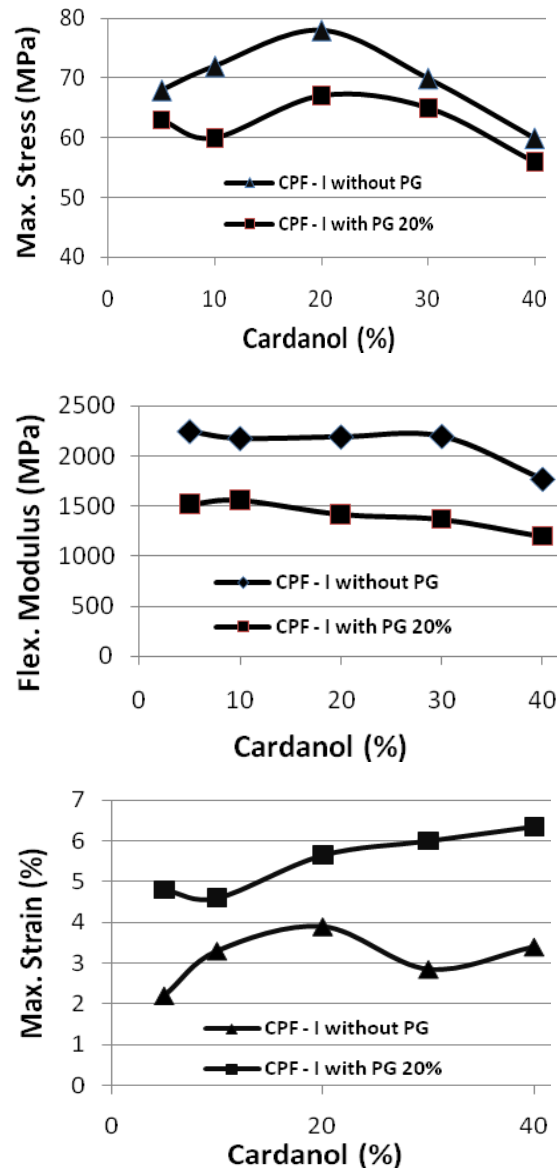 Max. Stress (MPa)
80
70
60
50
40
CPF - I without PG
CPF - I with PG 20%
0 10 20 30 40
Cardanol (%)
Flex. Modulus (MPa)
2500
2000
1500
1000
500
0
CPF - I without PG
CPF - I with PG 20%
0 10 20 30 40
Cardanol (%)
Max. Strain (%)
7
6
5
4
3
2
1
0
CPF - I without PG
CPF - I with PG 20%
0 20 30 40
Cardanol (%)